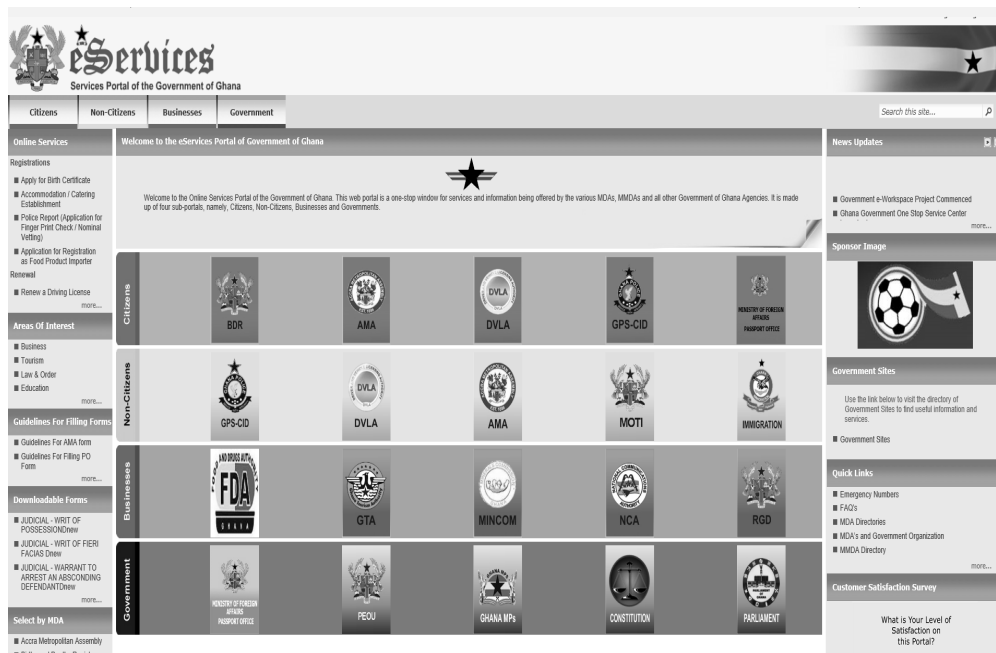 eServices
Services Portal of the Government of Ghana
Citizens
Non-Citizens
Businesses
Government
Search this site...
Online Services
Registrations
Apply for Birth Certificate
Accommodation / Catering
Establishment
Police Report (Application for
Finger Print Check / Nominal
Vetting)
Application for Registration
as Food Product Importer
Renewal
Renew a Driving License
more...
Areas Of Interest
Business
Tourism
Law & Order
Education
more...
Guidelines For Filling Forms
Guidelines For AMA form
Guidelines For Filling PO
Form
more...
Downloadable Forms
JUDICIAL - WRIT OF
POSSESSIONDnew
JUDICIAL - WRIT OF FIERI
FACIAS Dnew
JUDICIAL - WARRANT TO
ARREST AN ABSCONDING
DEFENDANTDnew
more...
Select by MDA
Accra Metropolitan Assembly
Welcome to the eServices Portal of Government of Ghana
Welcome to the Online Services Portal of the Government of Ghana. This web portal is a one-stop window for services and information being offered by the various MDAs, MMDAs and all other Government of Ghana Agencies. It is made
up of four sub-portals, namely, Citizens, Non-Citizens, Businesses and Governments.
Citizens
BDR
AMA
DVLA
DVLA
GPS-CID
MINISTRY OF FOREIGN
AFFAIRS
PASSPORT OFFICE
Non-Citizens
GPS-CID
DVLA
DVLA
AMA
MOTI
IMMIGRATION
Businesses
FOOD AND DRUGS AUTHORITY
FDA
GHANA
GTA
MINCOM
NATIONAL COMMUNICATIONS AUTHORITY
NCA
RGD
Government
MINISTRY OF FOREIGN
AFFAIRS
PASSPORT OFFICE
PEOU
GHANA MPs
GHANA MPs
CONSTITUTION
PARLIAMENT
News Updates
Government e-Workspace Project Commenced
Ghana Government One Stop Service Center
more...
Sponsor Image
Government Sites
Use the link below to visit the directory of
Government Sites to find useful information and
services.
Government Sites
Quick Links
Emergency Numbers
FAQ's
MDA Directories
MDA's and Government Organization
MMDA Directory
more...
Customer Satisfaction Survey
What is Your Level of
Satisfaction on
this Portal?